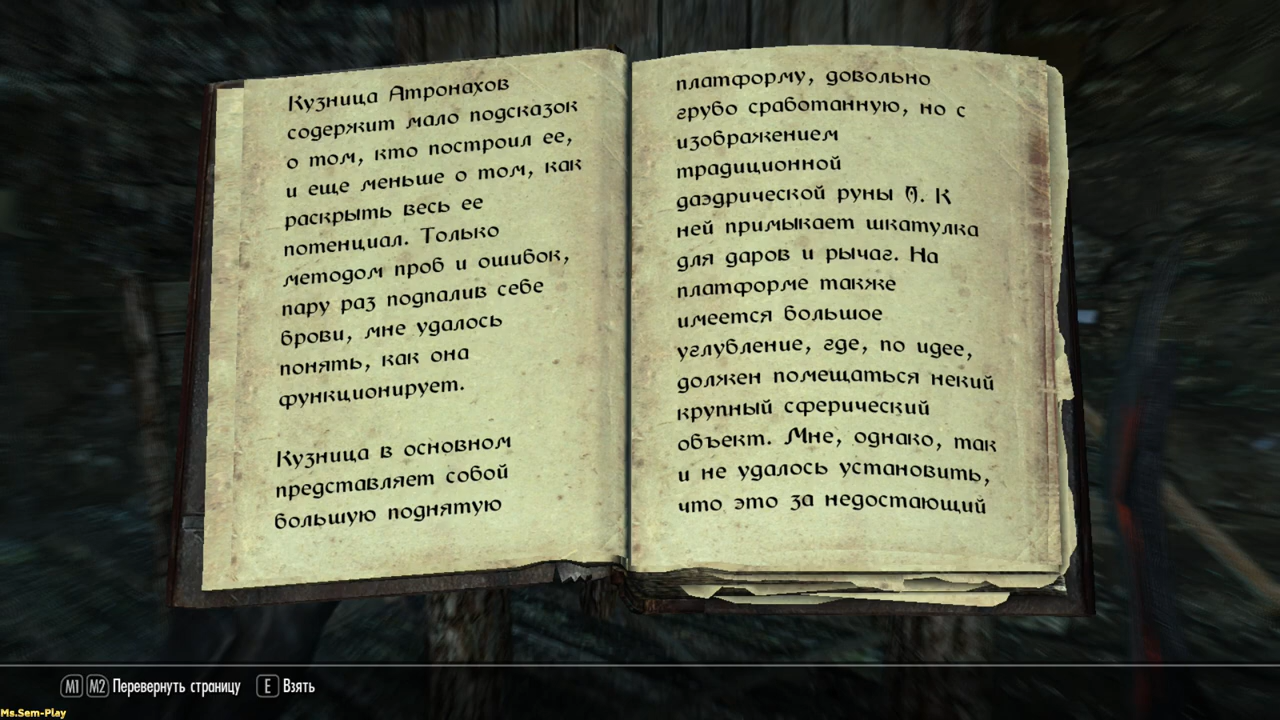 Кузница Атронахов
содержит мало подсказок
о том, кто построил ее,
и еще меньше о том, как
раскрыть весь ее
потенциал. Только
методом проб и ошибок,
пару раз подпалив себе
брови, мне удалось
понять, как она
функционирует.
Кузница в основном
представляет собой
большую поднятую
платформу, довольно
грубо сработанную, но с
изображением
традиционной
даэдрической руны (). К
ней примыкает шкатулка
для даров и рычаг. На
платформе также
имеется большое
углубление, где, по идее,
должен помещаться некий
крупный сферический
объект. Мне, однако, так
и не удалось установить,
что это за недостающий
M1 M2 Перевернуть страницу E Взять
Ms.Sem-Play